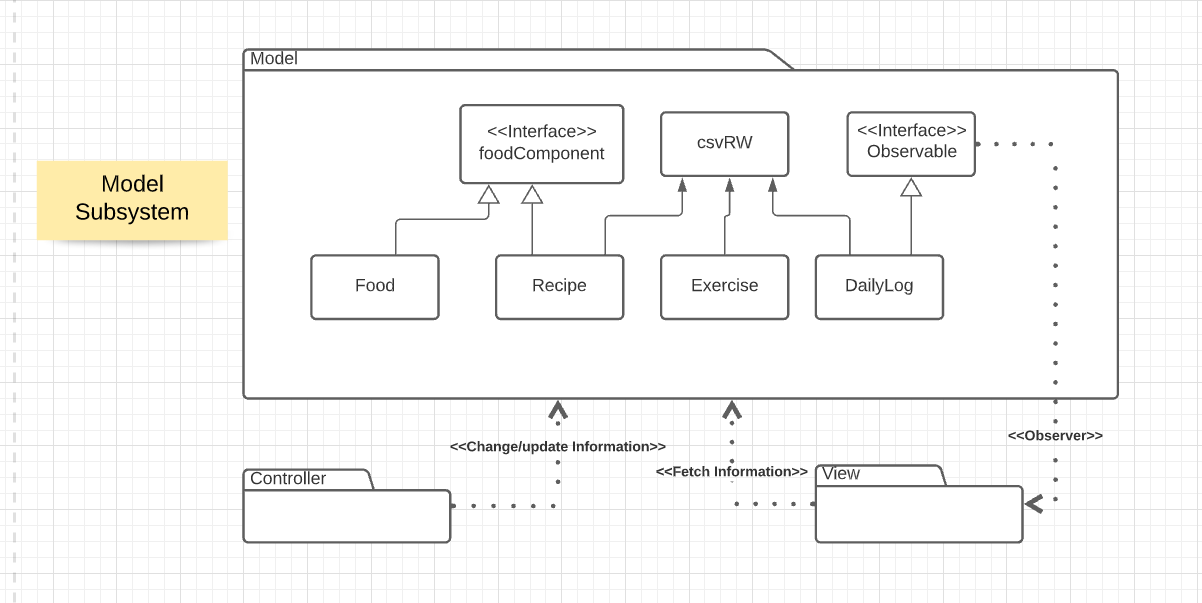 Model
Model
Subsystem
<<Interface>>
foodComponent
csvRW
<<Interface>>
Observable
Food
Recipe
Exercise
DailyLog
<<Observer>>
<<Change/update Information>>
<<Fetch Information>>
Controller
View